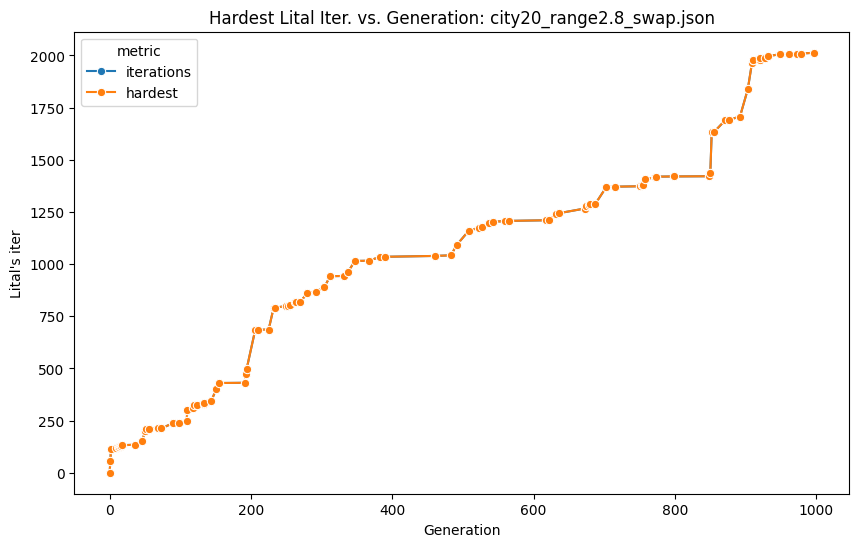 Hardest Lital Iter. vs. Generation: city20_range2.8_swap.json
metric
iterations
hardest
2000
1750
1500
1250
1000
750
500
250
0
Lital's iter
0 200 400 600 800 1000
Generation